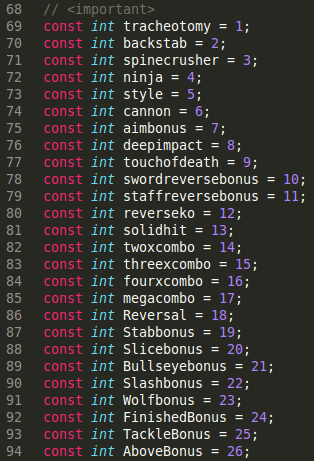 68 // <important>
69 const int tracheotomy = 1;
70 const int backstab = 2;
71 const int spinecrusher = 3;
72 const int ninja = 4;
73 const int style = 5;
74 const int cannon = 6;
75 const int aimbonus = 7;
76 const int deepimpact = 8;
77 const int touchofdeath = 9;
78 const int swordreversebonus = 10;
79 const int staffreversebonus = 11;
80 const int reverseko = 12;
81 const int solidhit = 13;
82 const int twoxcombo = 14;
83 const int threexcombo = 15;
84 const int fourxcombo = 16;
85 const int megacombo = 17;
86 const int Reversal = 18;
87 const int Stabbonus = 19;
88 const int Slicebonus = 20;
89 const int Bullseyebonus = 21;
90 const int Slashbonus = 22;
91 const int Wolfbonus = 23;
92 const int FinishedBonus = 24;
93 const int TackleBonus = 25;
94 const int AboveBonus = 26;